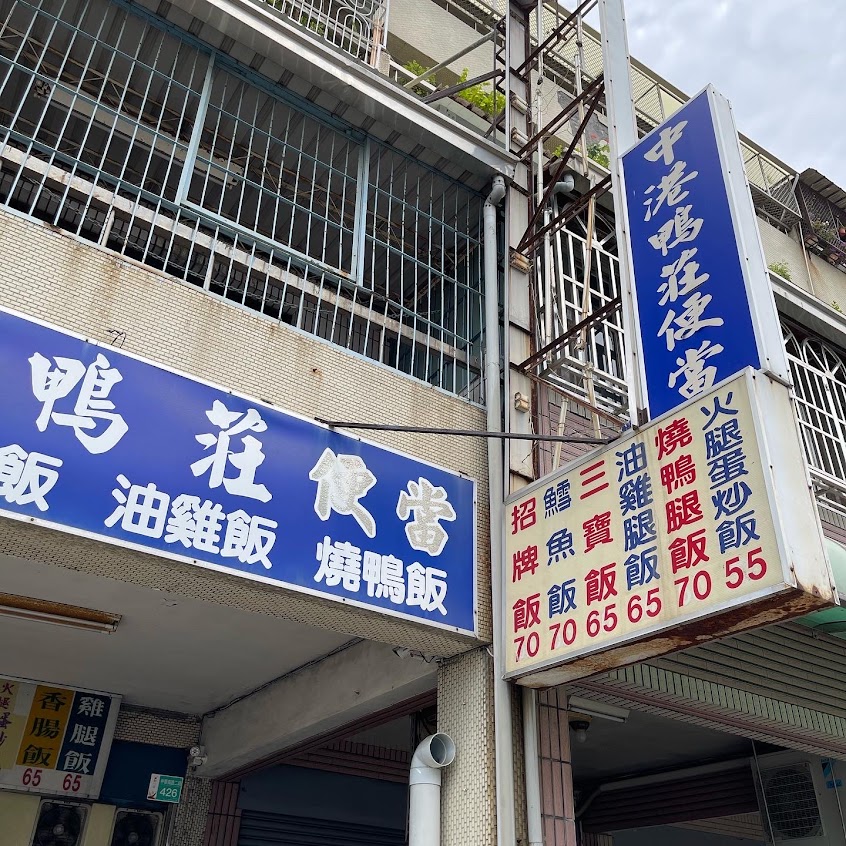 中港鴨莊便當
鴨莊便當
飯 油雞飯 燒鴨飯
招牌飯 70
鱈魚飯 70
三寶飯 65
油雞腿飯 65
燒鴨腿飯 70
火腿蛋炒飯 55
香腸飯 65
雞腿飯 65
426